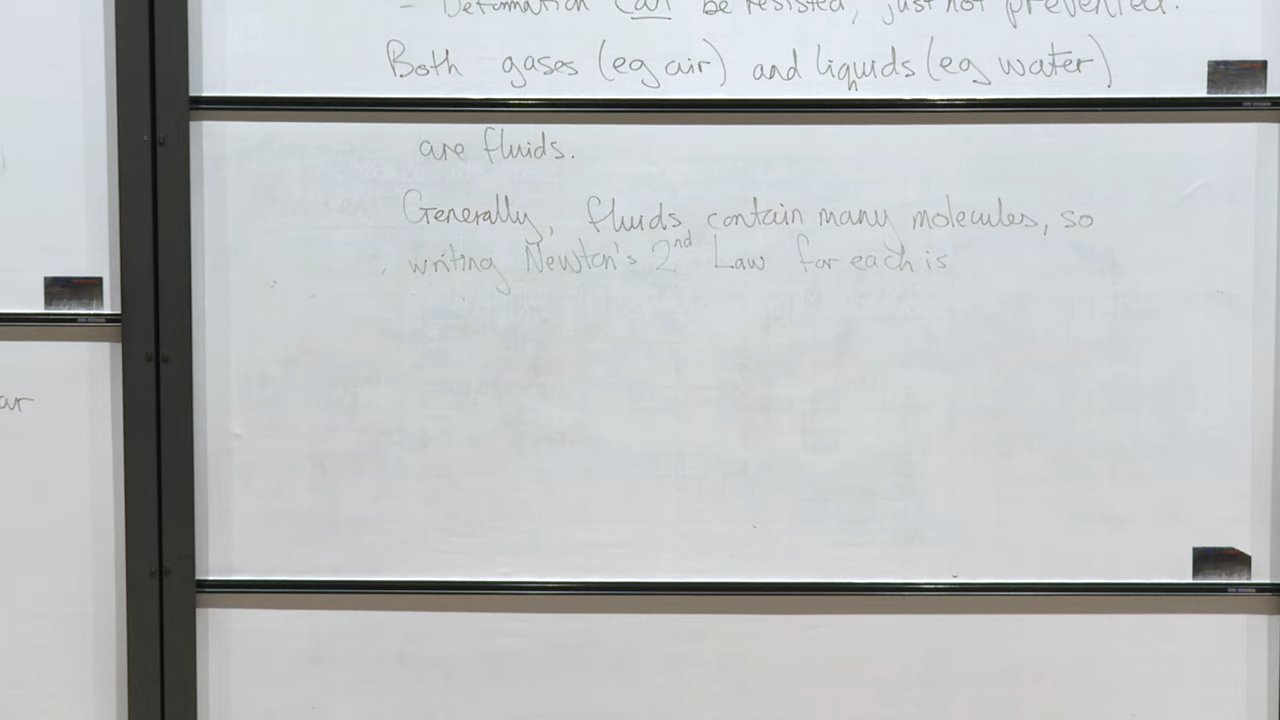 - Deformation can be resisted, just not prevented.
Both gases (eg air) and liquids (eg water)
are fluids.
Generally, fluids contain many molecules, so
writing Newton's 2nd Law for each is